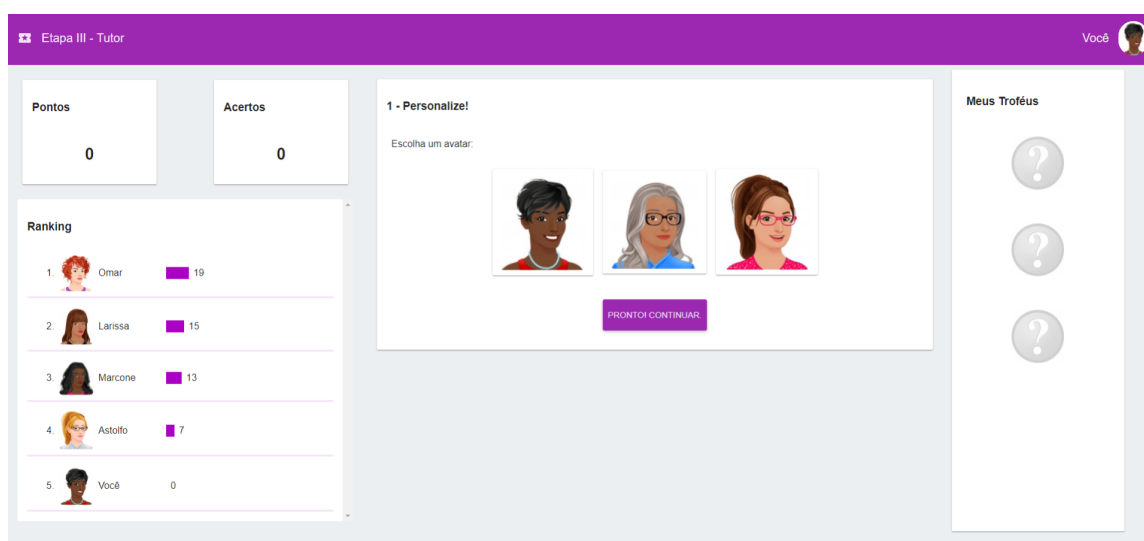 Etapa III - Tutor
Você
Pontos
0
Acertos
0
Ranking
1. Omar 19
2. Larissa 15
3. Marcone 13
4. Astolfo 7
5. Você 0
1 - Personalize!
Escolha um avatar:
PRONTO! CONTINUAR.
Meus Troféus
?
?
?